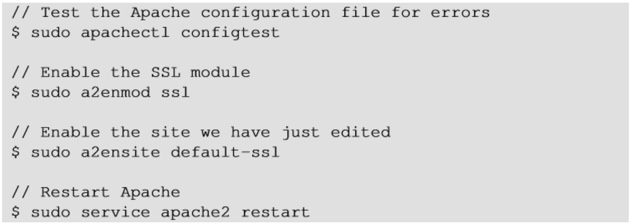 // Test the Apache configuration file for errors
$ sudo apachectl configtest
// Enable the SSL module
$ sudo a2enmod ssl
// Enable the site we have just edited
$ sudo a2ensite default-ssl
// Restart Apache
$ sudo service apache2 restart